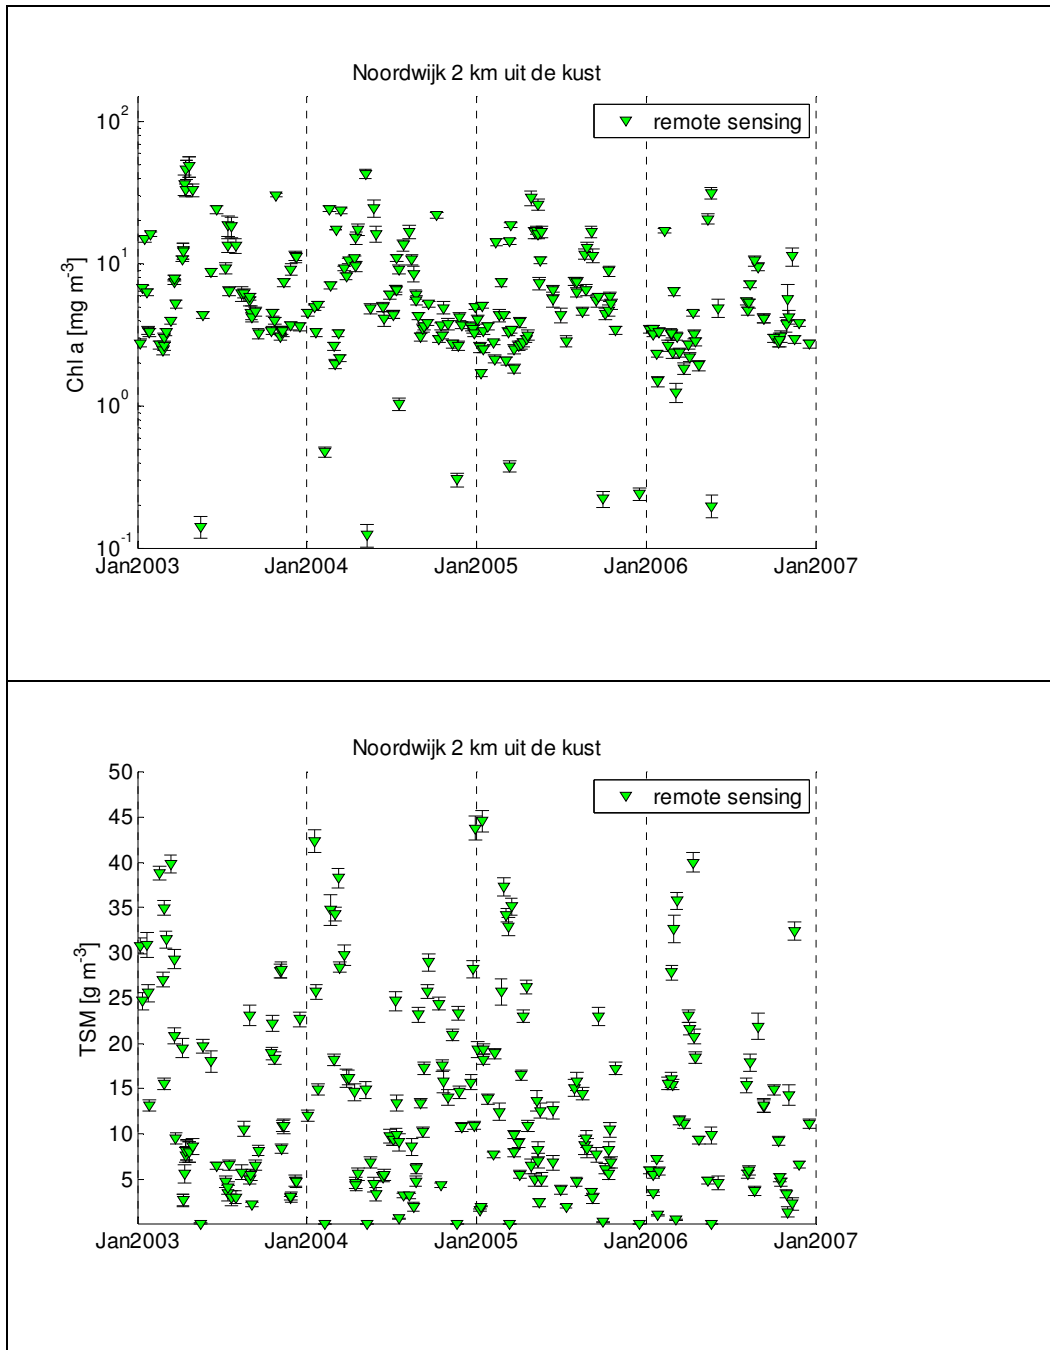 Noordwijk 2 km uit de kust
remote sensing
Chl a [mg m-3]
10^2
10^1
10^0
10^-1
Jan2003 Jan2004 Jan2005 Jan2006 Jan2007
Noordwijk 2 km uit de kust
remote sensing
TSM [g m-3]
50
45
40
35
30
25
20
15
10
5
Jan2003 Jan2004 Jan2005 Jan2006 Jan2007